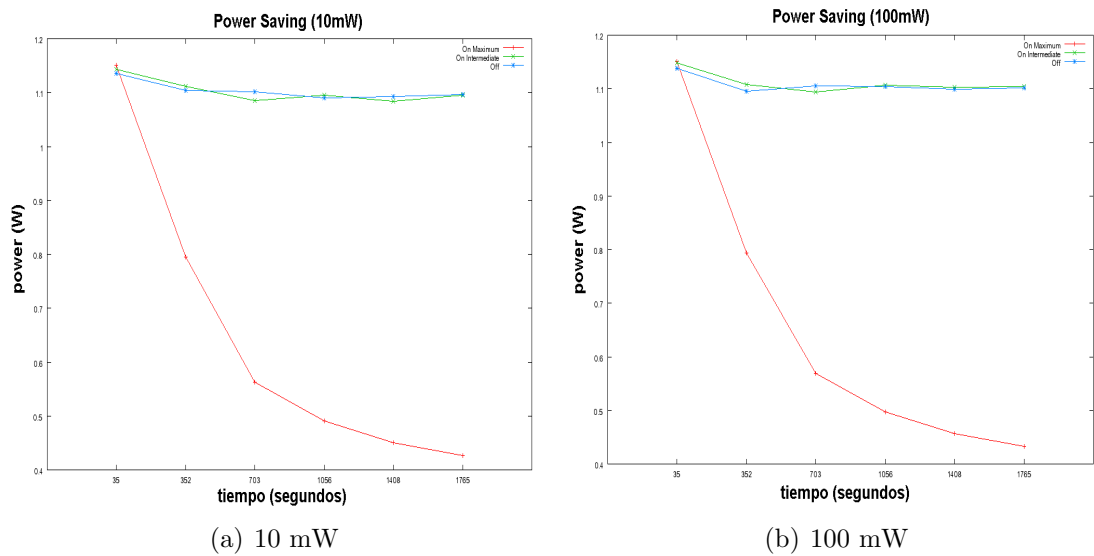 Power Saving (10mW)
On Maximum
On Intermediate
Off
1.2
1.1
1
0.9
0.8
0.7
0.6
0.5
0.4
power (W)
35 352 703 1056 1408 1765
tiempo (segundos)
(a) 10 mW
Power Saving (100mW)
On Maximum
On Intermediate
Off
1.2
1.1
1
0.9
0.8
0.7
0.6
0.5
0.4
power (W)
35 352 703 1056 1408 1765
tiempo (segundos)
(b) 100 mW